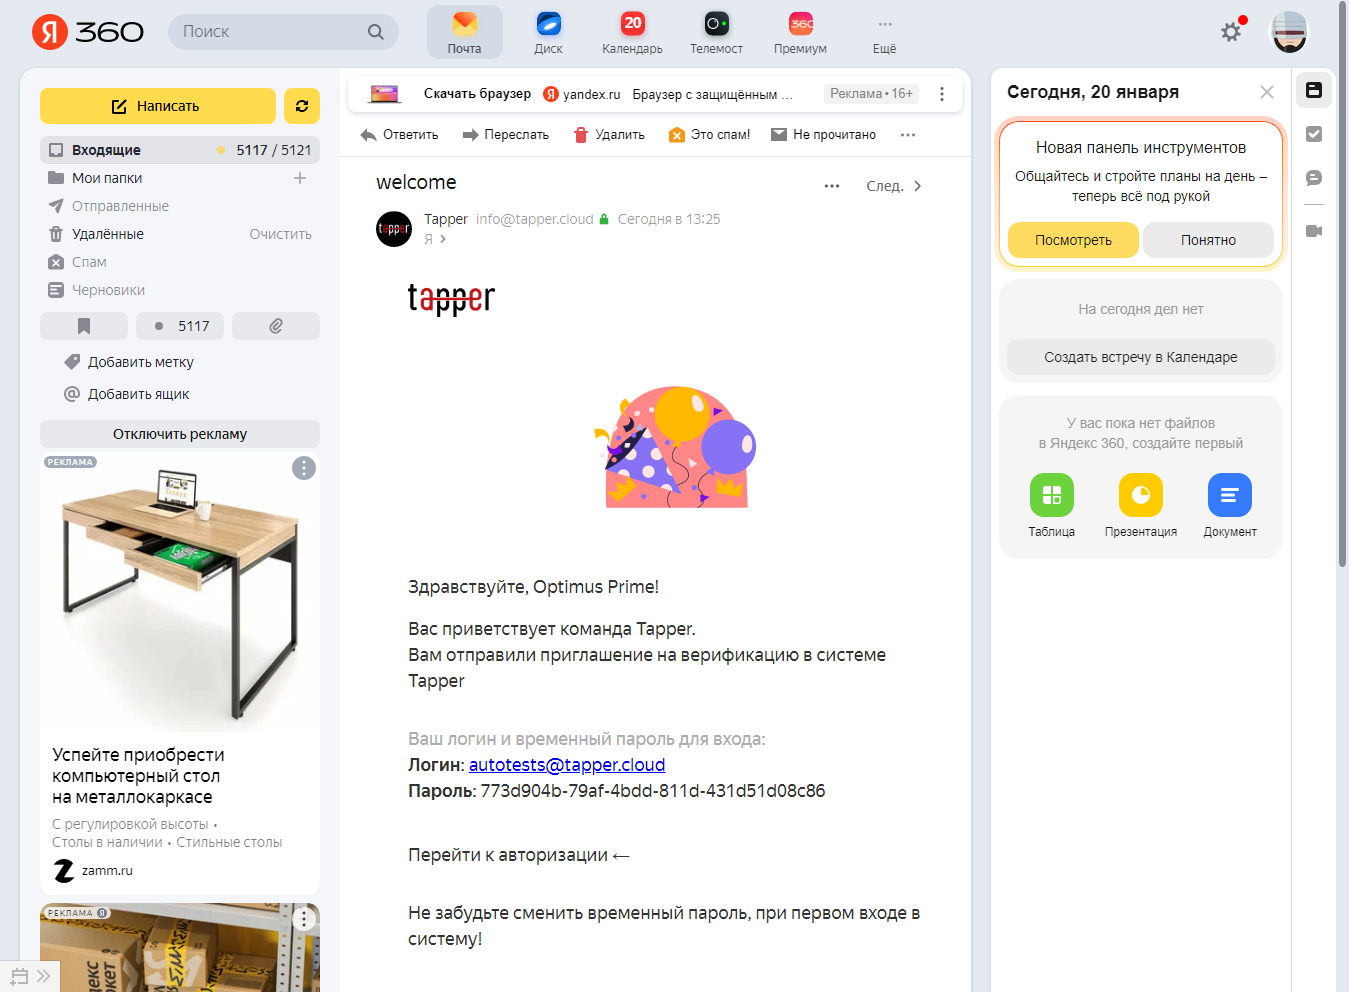 Я 360
Поиск
Почта
Диск
20
Календарь
Телемост
360
Премиум
Ещё
Написать
Входящие
5117 / 5121
Мои папки
Отправленные
Удалённые
Очистить
Спам
Черновики
5117
Добавить метку
Добавить ящик
Отключить рекламу
РЕКЛАМА
Успейте приобрести
компьютерный стол
на металлокаркасе
С регулировкой высоты •
Столы в наличии • Стильные столы
zamm.ru
РЕКЛАМА Я
Скачать браузер
Я yandex.ru
Браузер с защищённым ...
Реклама • 16+
Ответить
Переслать
Удалить
Это спам!
Не прочитано
welcome
След.
tapper
Tapper info@tapper.cloud Сегодня в 13:25
Я
tapper
Здравствуйте, Optimus Prime!
Вас приветствует команда Tapper.
Вам отправили приглашение на верификацию в системе
Tapper
Ваш логин и временный пароль для входа:
Логин: autotests@tapper.cloud
Пароль: 773d904b-79af-4bdd-811d-431d51d08c86
Перейти к авторизации ←
Не забудьте сменить временный пароль, при первом входе в
систему!
Сегодня, 20 января
Новая панель инструментов
Общайтесь и стройте планы на день –
теперь всё под рукой
Посмотреть
Понятно
На сегодня дел нет
Создать встречу в Календаре
У вас пока нет файлов
в Яндекс 360, создайте первый
Таблица
Презентация
Документ